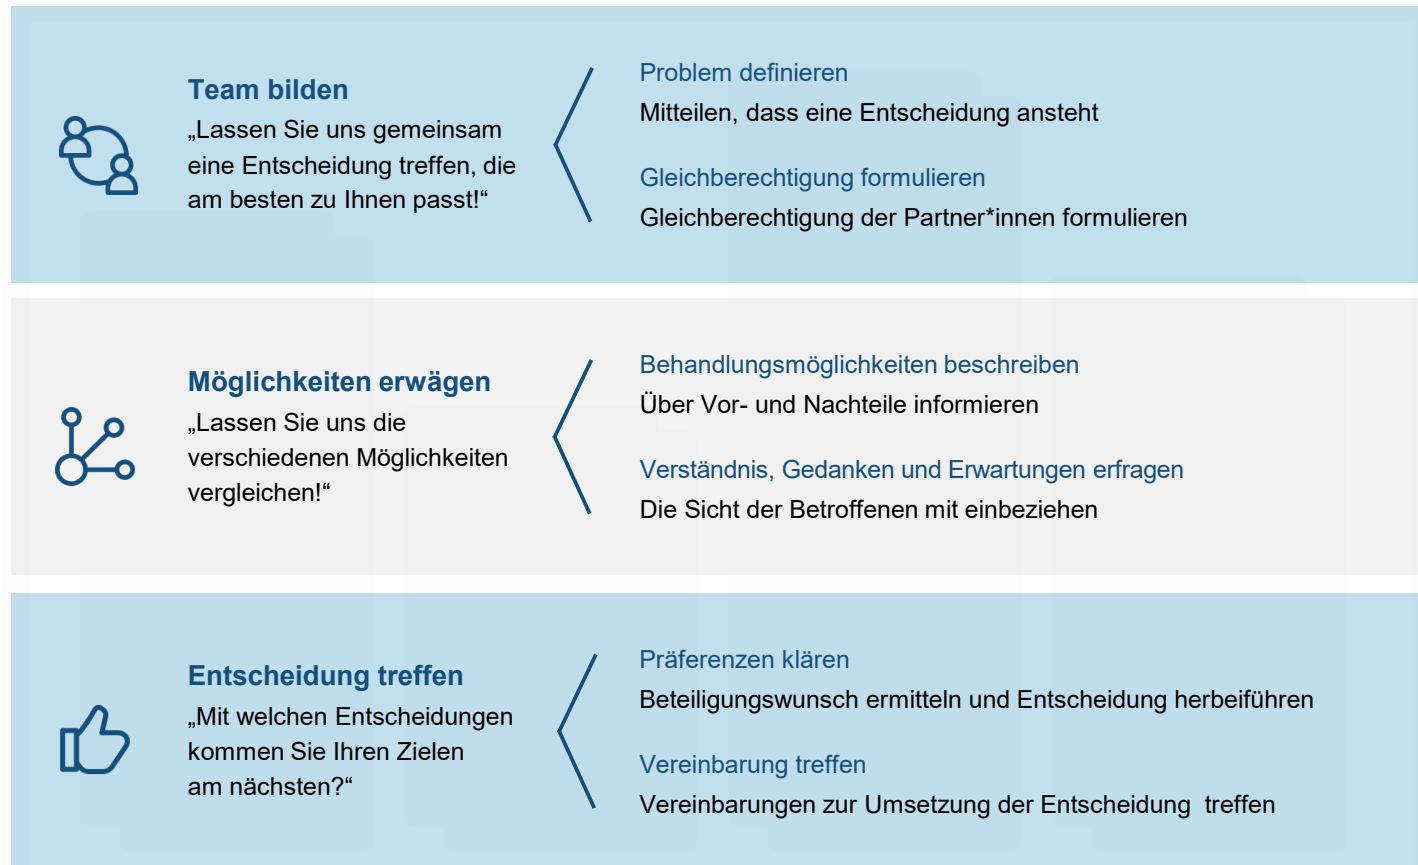 Team bilden
„Lassen Sie uns gemeinsam
eine Entscheidung treffen, die
am besten zu Ihnen passt!“
Problem definieren
Mitteilen, dass eine Entscheidung ansteht
Gleichberechtigung formulieren
Gleichberechtigung der Partner*innen formulieren
Möglichkeiten erwägen
„Lassen Sie uns die
verschiedenen Möglichkeiten
vergleichen!“
Behandlungsmöglichkeiten beschreiben
Über Vor- und Nachteile informieren
Verständnis, Gedanken und Erwartungen erfragen
Die Sicht der Betroffenen mit einbeziehen
Entscheidung treffen
„Mit welchen Entscheidungen
kommen Sie Ihren Zielen
am nächsten?“
Präferenzen klären
Beteiligungswunsch ermitteln und Entscheidung herbeiführen
Vereinbarung treffen
Vereinbarungen zur Umsetzung der Entscheidung  treffen